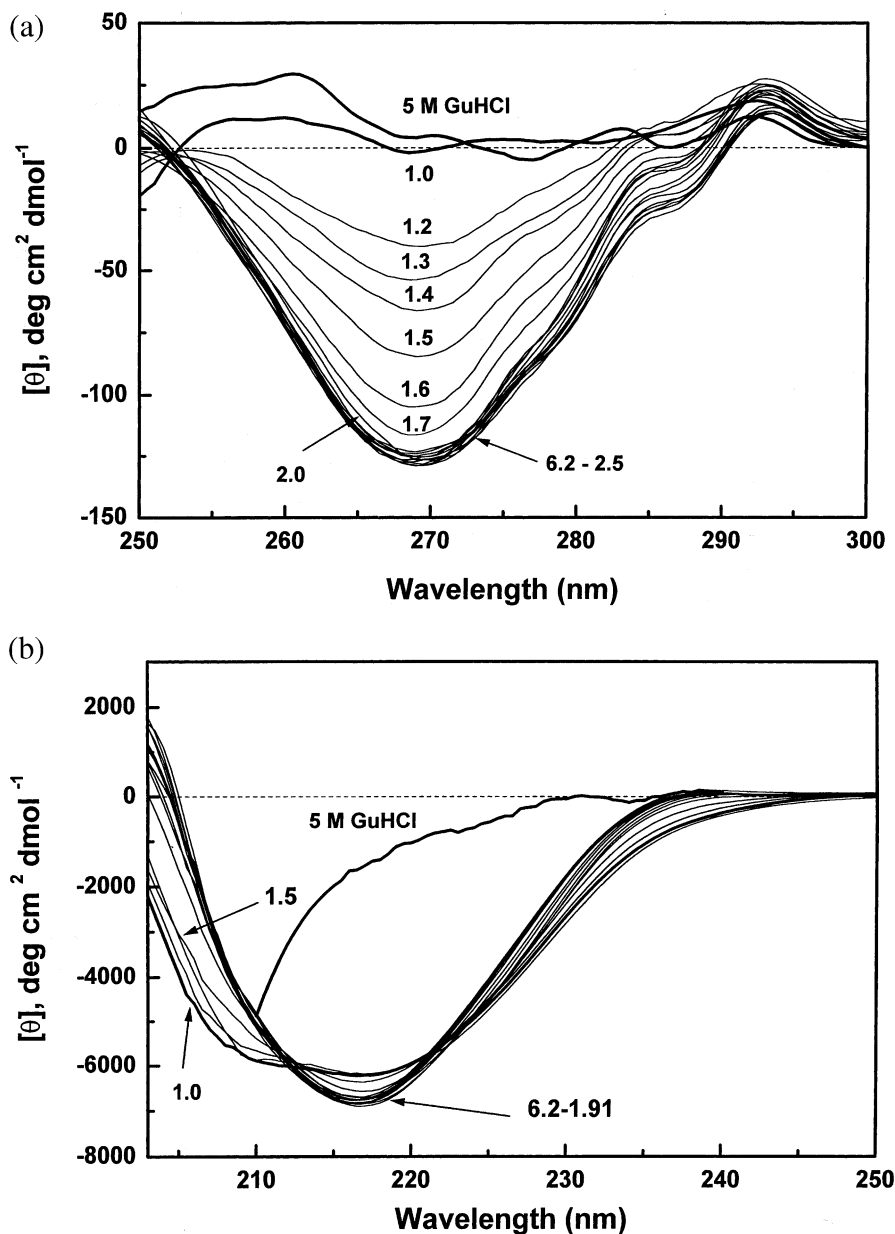 (a)
50
0
-50
-100
-150
[θ], deg cm² dmol⁻¹
5 M GuHCl
1.0
1.2
1.3
1.4
1.5
1.6
1.7
2.0
6.2 - 2.5
250 260 270 280 290 300
Wavelength (nm)
(b)
2000
0
-2000
-4000
-6000
-8000
[θ], deg cm² dmol⁻¹
5 M GuHCl
1.5
1.0
6.2-1.91
210 220 230 240 250
Wavelength (nm)